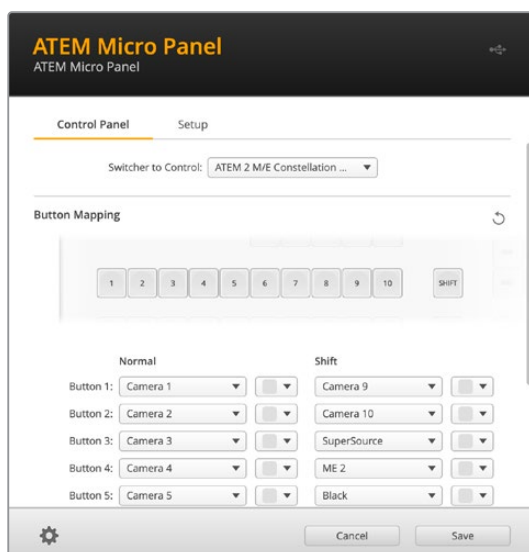 ATEM Micro Panel
ATEM Micro Panel
Control Panel Setup
Switcher to Control: ATEM 2 M/E Constellation ...
Button Mapping
1 2 3 4 5 6 7 8 9 10 SHIFT
Normal Shift
Button 1: Camera 1 Camera 9
Button 2: Camera 2 Camera 10
Button 3: Camera 3 SuperSource
Button 4: Camera 4 ME 2
Button 5: Camera 5 Black
Cancel Save